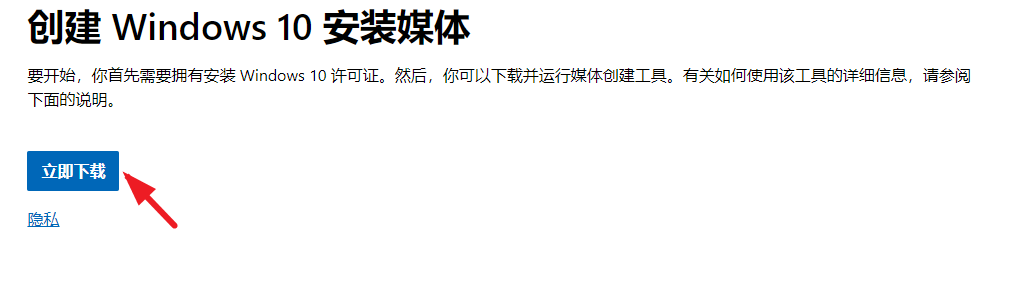 创建 Windows 10 安装媒体
要开始，你首先需要拥有安装 Windows 10 许可证。然后，你可以下载并运行媒体创建工具。有关如何使用该工具的详细信息，请参阅
下面的说明。
立即下载
隐私